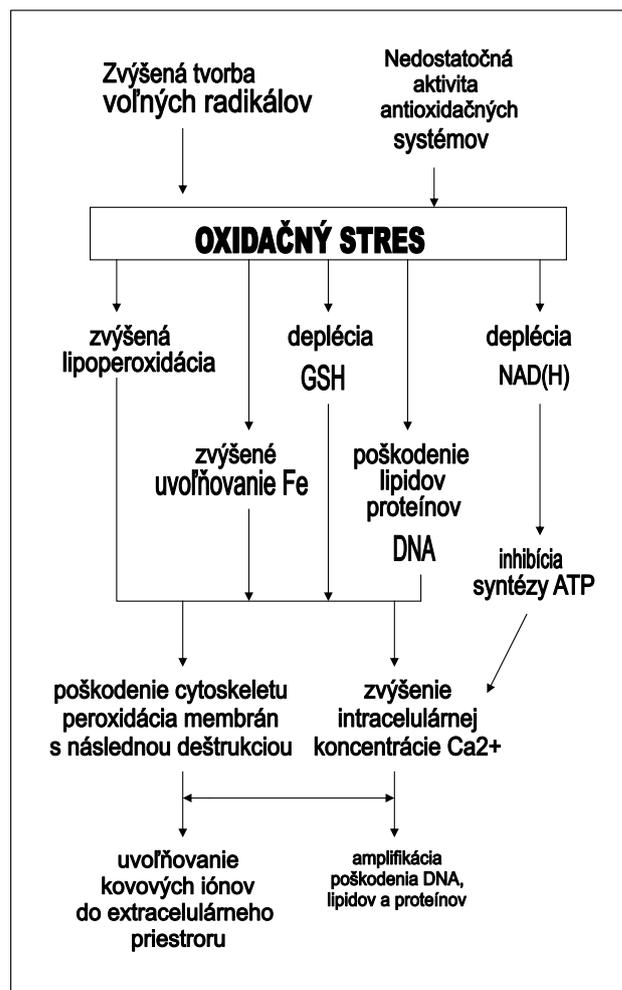 Zvýšená tvorba
voľných radikálov
Nedostatočná
aktivita
antioxidačných
systémov
OXIDAČNÝ STRES
zvýšená
lipoperoxidácia
deplécia
GSH
deplécia
NAD(H)
zvýšené
uvoľňovanie Fe
poškodenie
lipidov
proteínov
DNA
inhibícia
syntézy ATP
poškodenie cytoskeletu
peroxidácia membrán
s následnou deštrukciou
zvýšenie
intracelulárnej
koncentrácie Ca2+
uvoľňovanie
kovových iónov
do extracelulárneho
priestroru
amplifikácia
poškodenia DNA,
lipidov a proteínov